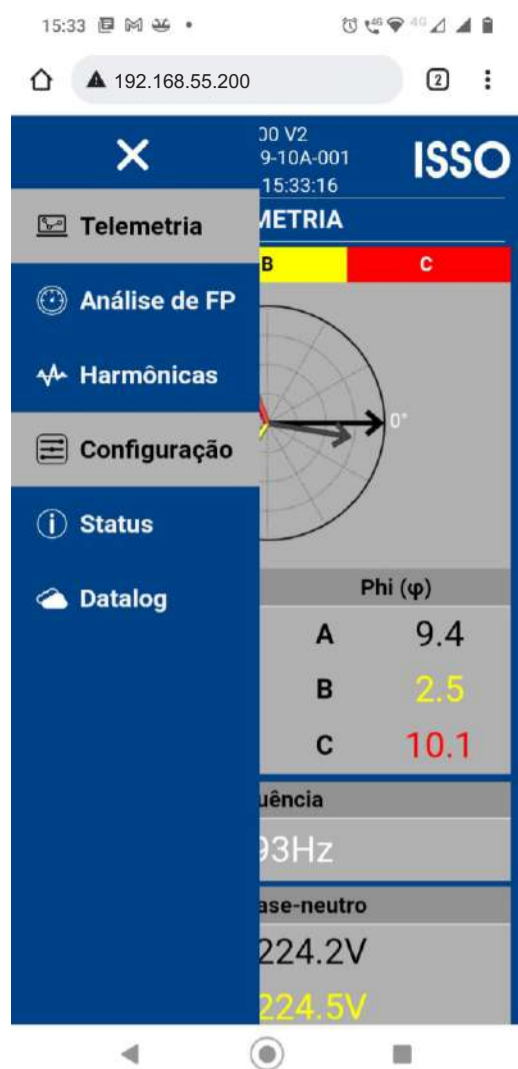 15:33 4G 4G
192.168.55.200 2
00 V2
9-10A-001
15:33:16
ISSO
Telemetria
METRIA
B C
Análise de FP
Harmônicas
0°
Configuração
Status
Phi (φ)
Datalog
A 9.4
B 2.5
C 10.1
uência
93Hz
ase-neutro
224.2V
224.5V